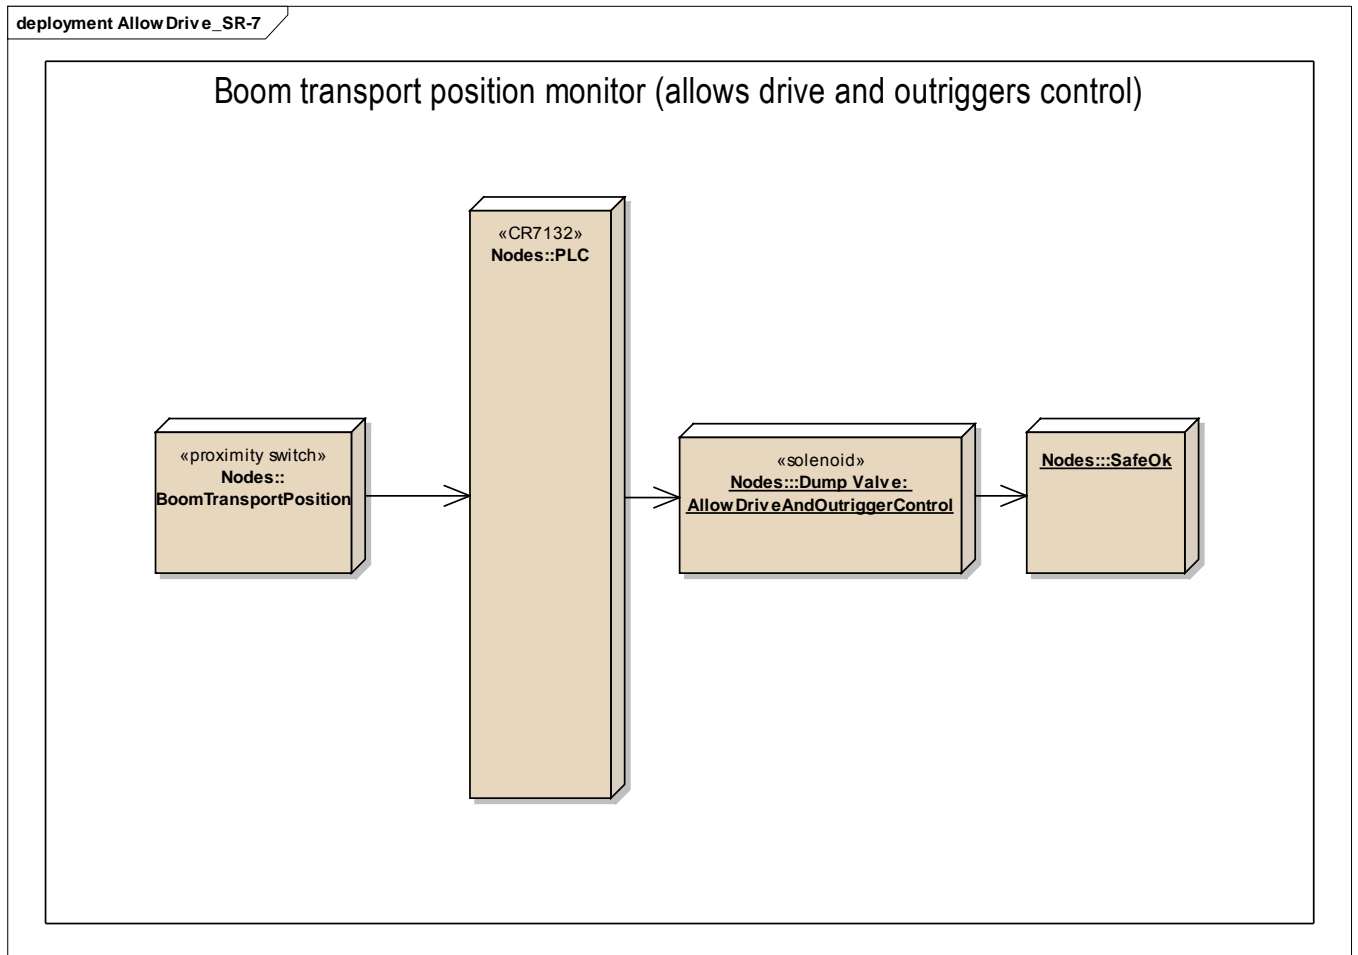 deployment AllowDrive_SR-7
Boom transport position monitor (allows drive and outriggers control)
«CR7132»
Nodes::PLC
«proximity switch»
Nodes::
BoomTransportPosition
«solenoid»
Nodes:::Dump Valve:
AllowDriveAndOutriggerControl
Nodes:::SafeOk